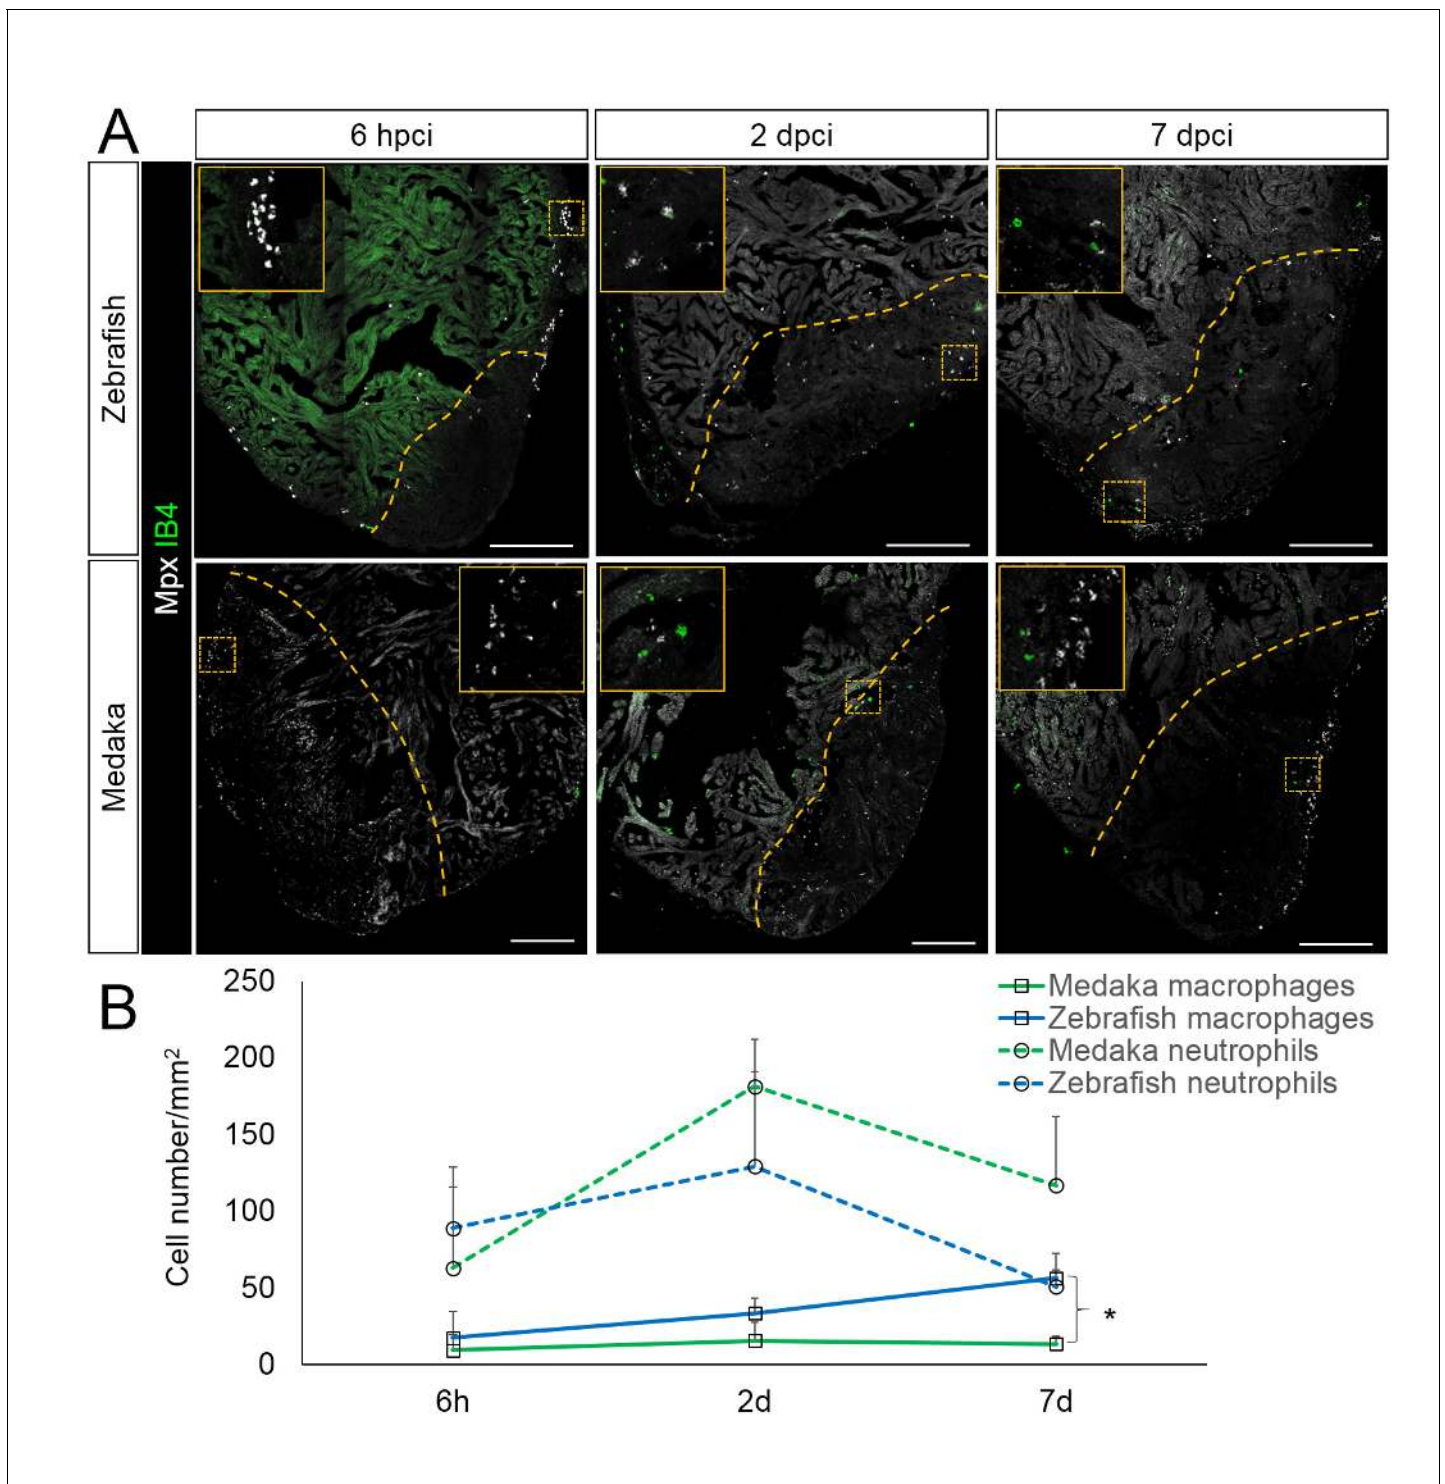 A
6 hpci
2 dpci
7 dpci
Zebrafish
Mpx IB4
Medaka
B
250
200
150
100
50
0
Cell number/mm²
6h
2d
7d
Medaka macrophages
Zebrafish macrophages
Medaka neutrophils
Zebrafish neutrophils
*